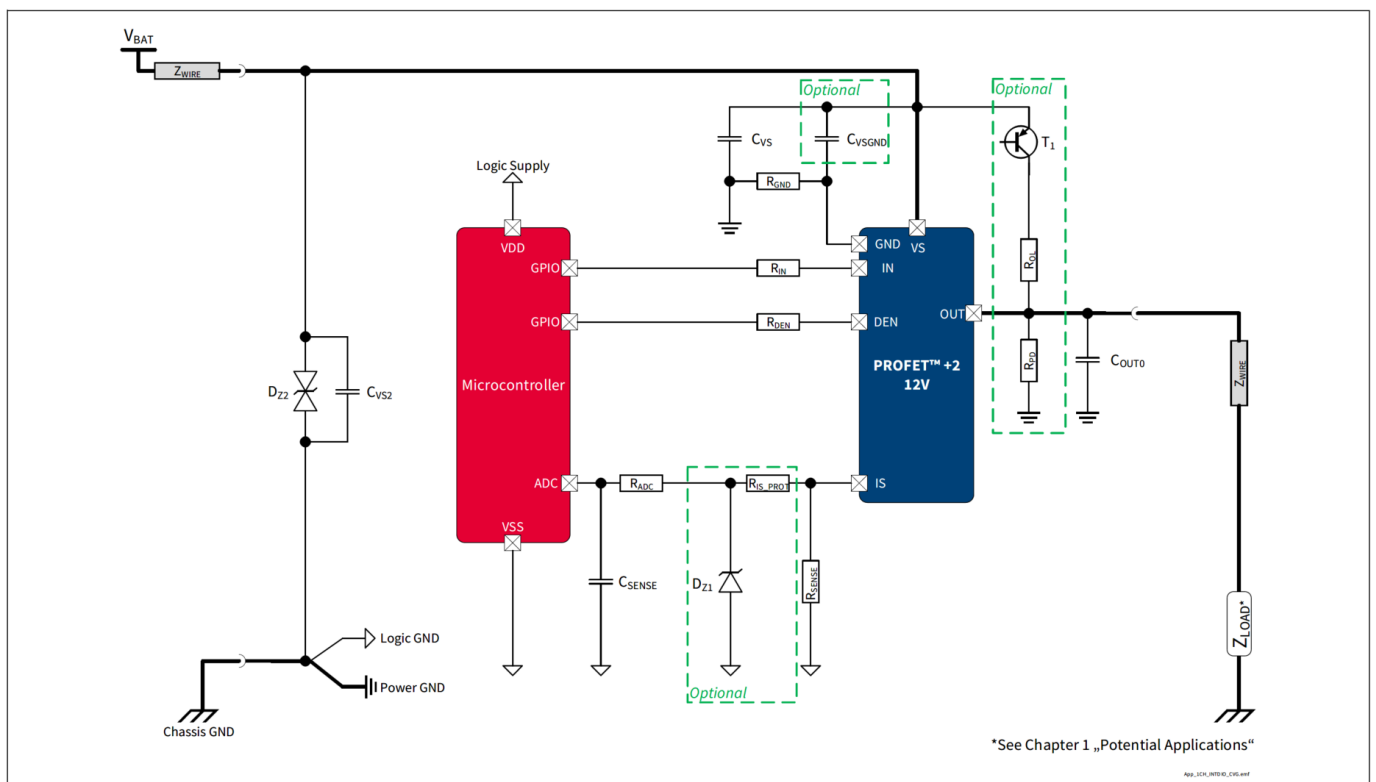 VBAT
ZWIRE
Optional
Optional
CVS
CVSGND
T1
Logic Supply
RGND
VDD
GND
VS
GPIO
RIN
IN
ROL
GPIO
RDEN
DEN
OUT
PROFET™ +2
12V
RPD
COUT0
ZWIRE
DZ2
CVS2
Microcontroller
ADC
RADC
RIS_PROT
IS
VSS
CSENSE
DZ1
RSENSE
ZLOAD*
Logic GND
Power GND
Optional
Chassis GND
*See Chapter 1 „Potential Applications“
App_1CH_INTDIO_CVG.emf